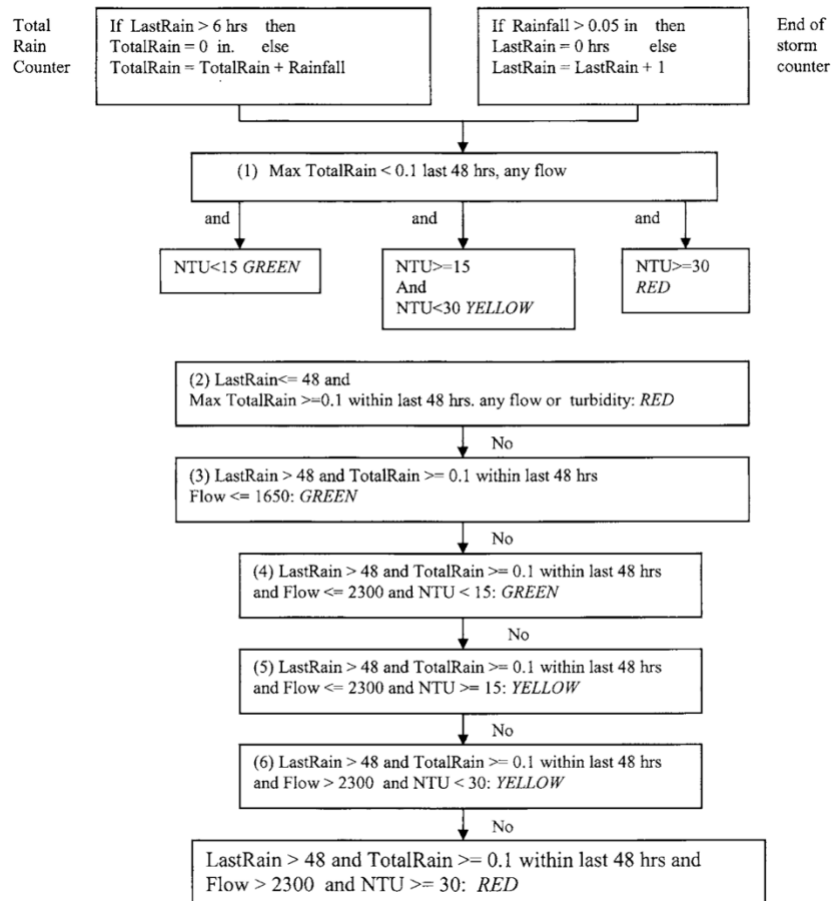 Total
Rain
Counter
If LastRain > 6 hrs then
TotalRain = 0 in. else
TotalRain = TotalRain + Rainfall
If Rainfall > 0.05 in then
LastRain = 0 hrs else
LastRain = LastRain + 1
End of
storm
counter
(1) Max TotalRain < 0.1 last 48 hrs, any flow
and
and
and
NTU<15 GREEN
NTU>=15
And
NTU<30 YELLOW
NTU>=30
RED
(2) LastRain<= 48 and
Max TotalRain >=0.1 within last 48 hrs. any flow or turbidity: RED
No
(3) LastRain > 48 and TotalRain >= 0.1 within last 48 hrs
Flow <= 1650: GREEN
No
(4) LastRain > 48 and TotalRain >= 0.1 within last 48 hrs
and Flow <= 2300 and NTU < 15: GREEN
No
(5) LastRain > 48 and TotalRain >= 0.1 within last 48 hrs
and Flow <= 2300 and NTU >= 15: YELLOW
No
(6) LastRain > 48 and TotalRain >= 0.1 within last 48 hrs
and Flow > 2300 and NTU < 30: YELLOW
No
LastRain > 48 and TotalRain >= 0.1 within last 48 hrs and
Flow > 2300 and NTU >= 30: RED